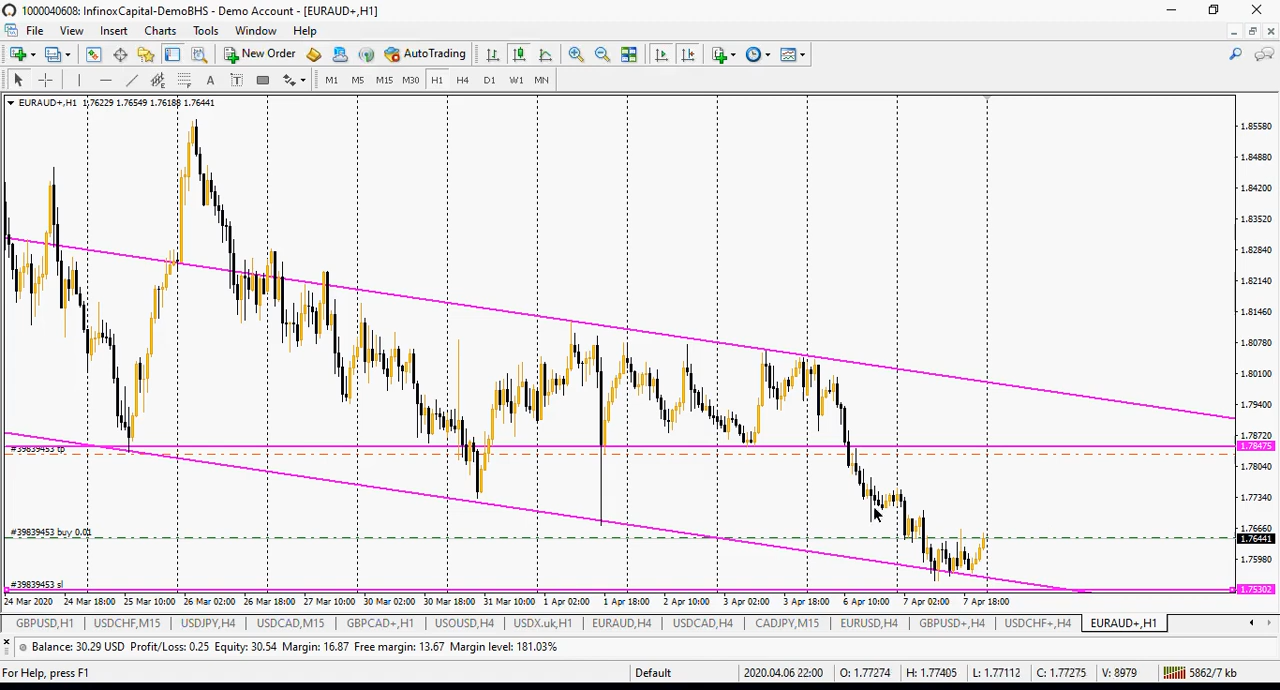 1000040608: InfinoxCapital-DemoBHS - Demo Account - [EURAUD+,H1]
File View Insert Charts Tools Window Help
New Order AutoTrading
A T M1 M5 M15 M30 H1 H4 D1 W1 MN
EURAUD+,H1 1.76229 1.76549 1.76188 1.76441
1.85580
1.84880
1.84200
1.83520
1.82840
1.82140
1.81460
1.80780
1.80100
1.79400
1.78720
1.78475
#39839453 tp
1.78040
1.77340
1.76660
#39839453 buy 0.01
1.76441
1.75980
#39839453 sl
1.75302
24 Mar 2020 24 Mar 18:00 25 Mar 10:00 26 Mar 02:00 26 Mar 18:00 27 Mar 10:00 30 Mar 02:00 30 Mar 18:00 31 Mar 10:00 1 Apr 02:00 1 Apr 18:00 2 Apr 10:00 3 Apr 02:00 3 Apr 18:00 6 Apr 10:00 7 Apr 02:00 7 Apr 18:00
GBPUSD,H1 USDCHF,M15 USDJPY,H4 USDCAD,M15 GBPCAD+,H1 USOUSD,H4 USDX.uk,H1 EURAUD,H4 USDCAD,H4 CADJPY,M15 EURUSD,H4 GBPUSD+,H4 USDCHF+,H4 EURAUD+,H1
Balance: 30.29 USD Profit/Loss: 0.25 Equity: 30.54 Margin: 16.87 Free margin: 13.67 Margin level: 181.03%
For Help, press F1 Default 2020.04.06 22:00 O: 1.77274 H: 1.77405 L: 1.77112 C: 1.77275 V: 8979 5862/7 kb